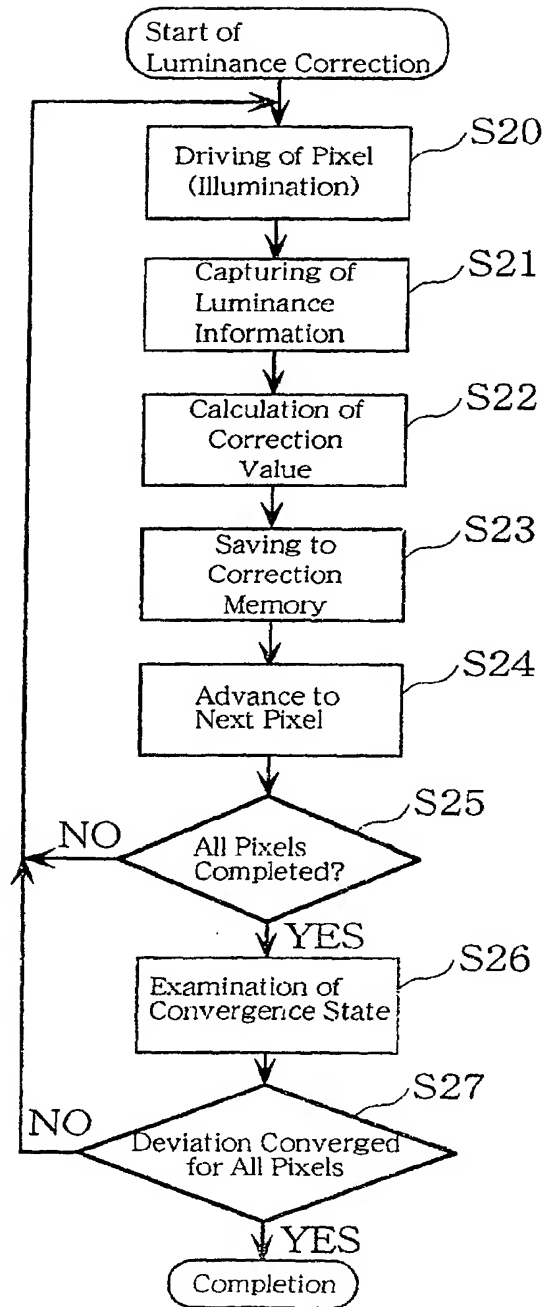 Start of
Luminance Correction
S20
Driving of Pixel
(Illumination)
S21
Capturing of
Luminance
Information
S22
Calculation of
Correction
Value
S23
Saving to
Correction
Memory
S24
Advance to
Next Pixel
S25
NO
All Pixels
Completed?
YES
S26
Examination of
Convergence State
S27
NO
Deviation Converged
for All Pixels
YES
Completion